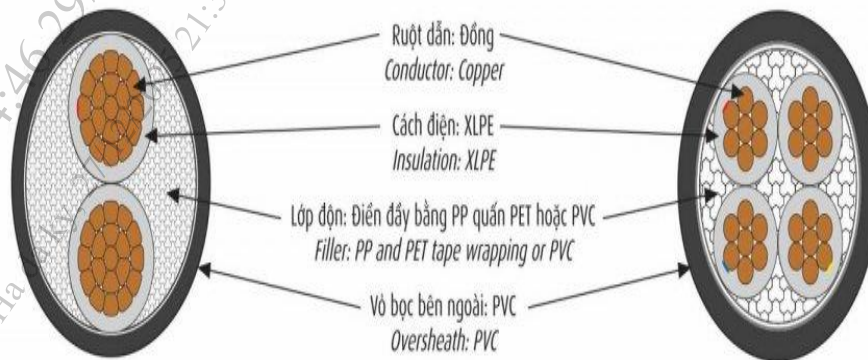 Ruột dẫn: Đồng
Conductor: Copper
Cách điện: XLPE
Insulation: XLPE
Lớp độn: Điền đầy bằng PP quấn PET hoặc PVC
Filler: PP and PET tape wrapping or PVC
Vỏ bọc bên ngoài: PVC
Oversheath: PVC